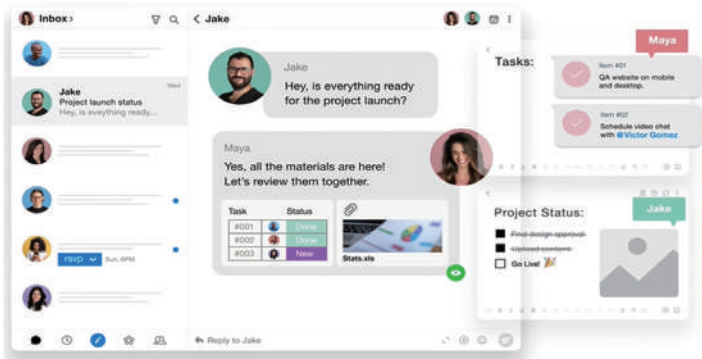 Inbox ›
Jake
Wed
Project launch status
Hey, is eveything ready...
rsvp
Sun, 6PM
Jake
Jake
Hey, is everything ready
for the project launch?
Maya
Yes, all the materials are here!
Let's review them together.
Task Status
#001 Done
#002 Done
#003 New
Stats.xls
Reply to Jake
Maya
Tasks:
Item #01
QA website on mobile
and desktop.
Item #02
Schedule video chat
with @Victor Gomez
Jake
Project Status:
Final design approval
Upload content
Go Live!